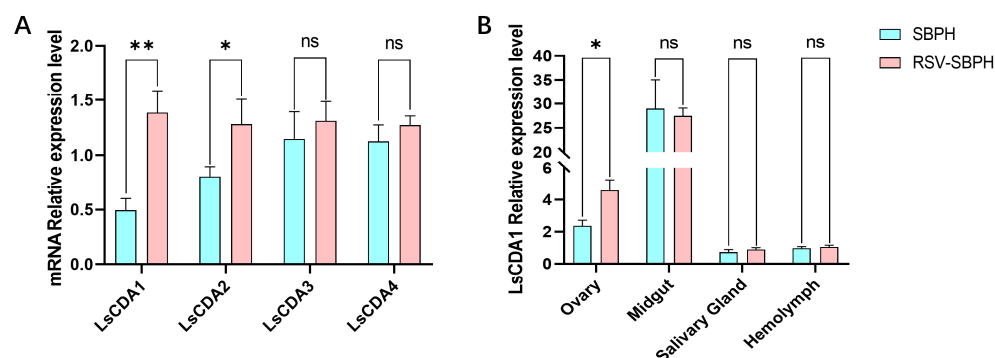 A
mRNA Relative expression level
2.0
1.5
1.0
0.5
0.0
**
*
ns
ns
LsCDA1
LsCDA2
LsCDA3
LsCDA4
B
LsCDA1 Relative expression level
40
35
30
25
20
6
4
2
0
*
ns
ns
ns
Ovary
Midgut
Salivary Gland
Hemolymph
SBPH
RSV-SBPH